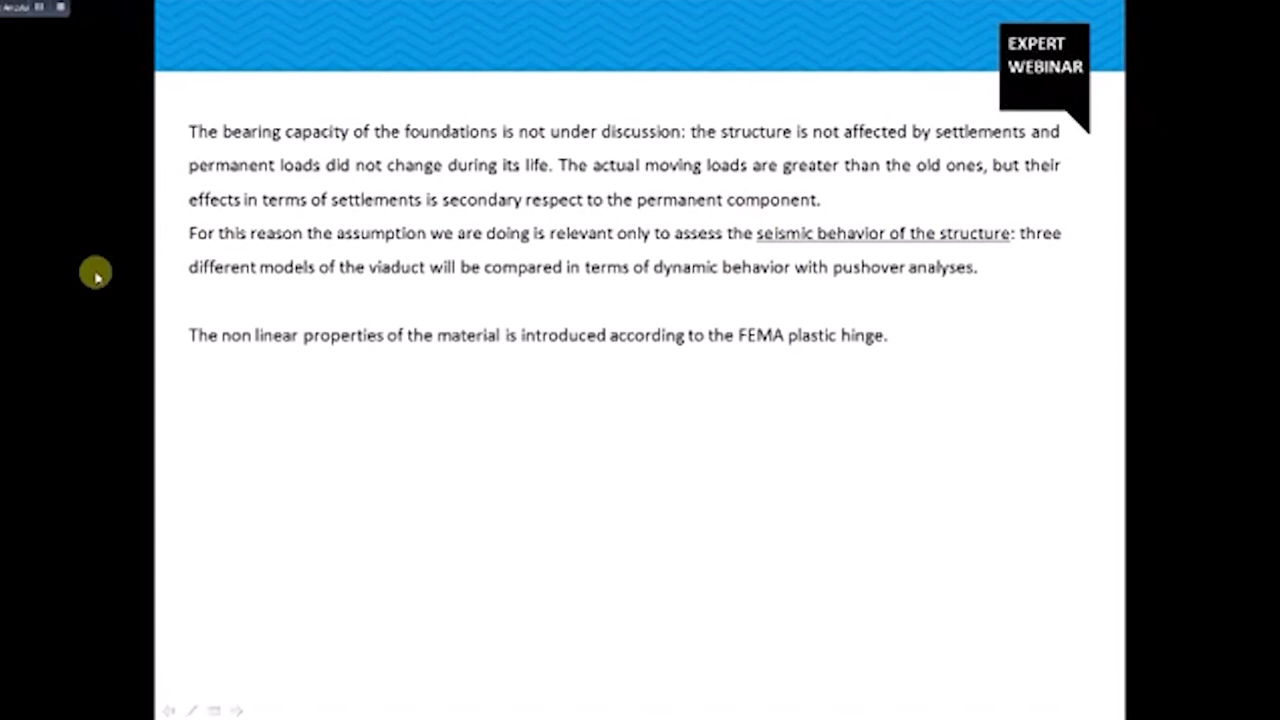 EXPERT
WEBINAR
The bearing capacity of the foundations is not under discussion: the structure is not affected by settlements and
permanent loads did not change during its life. The actual moving loads are greater than the old ones, but their
effects in terms of settlements is secondary respect to the permanent component.
For this reason the assumption we are doing is relevant only to assess the seismic behavior of the structure: three
different models of the viaduct will be compared in terms of dynamic behavior with pushover analyses.
The non linear properties of the material is introduced according to the FEMA plastic hinge.